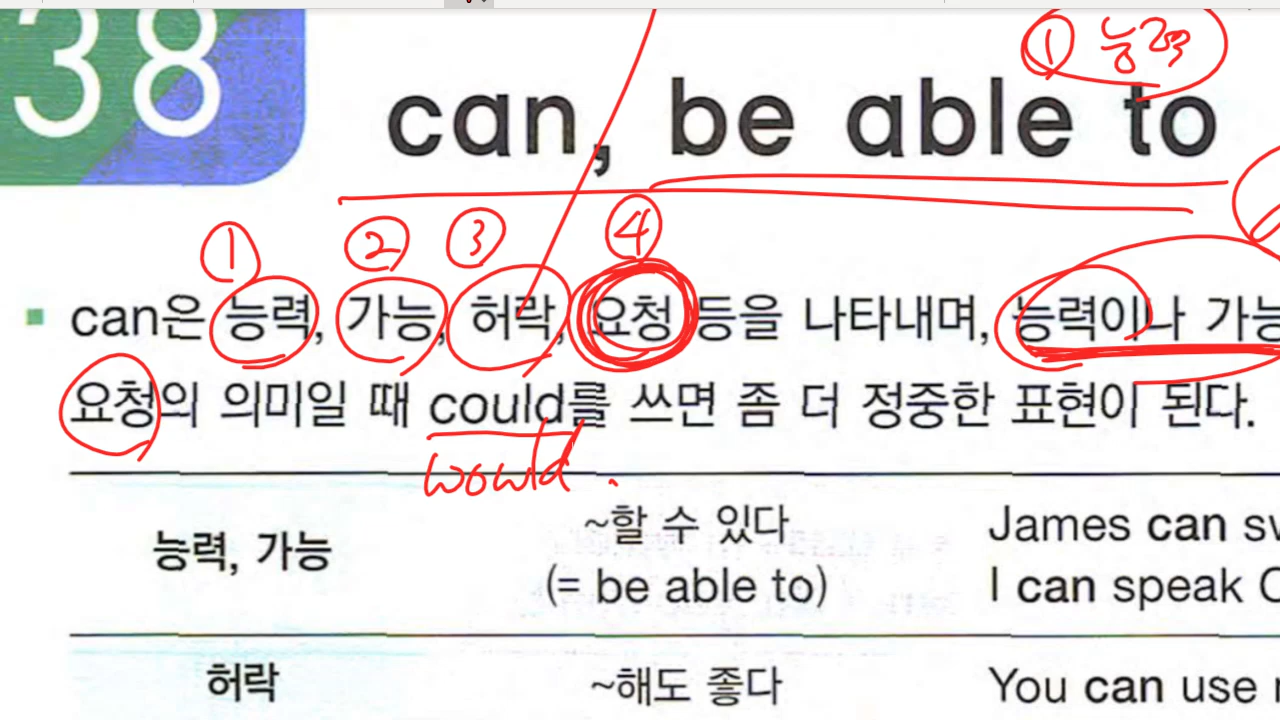 38
① 능력
can, be able to
① ② ③ ④
can은 능력, 가능, 허락, 요청 등을 나타내며, 능력이나 가능
요청의 의미일 때 could를 쓰면 좀 더 정중한 표현이 된다.
would.
능력, 가능 ~할 수 있다 James can sw
(= be able to) I can speak C
허락 ~해도 좋다 You can use